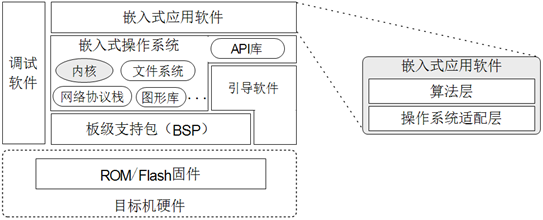 调试
软件
嵌入式应用软件
嵌入式操作系统
API库
内核
文件系统
网络协议栈
图形库
...
引导软件
板级支持包（BSP）
ROM/Flash固件
目标机硬件
嵌入式应用软件
算法层
操作系统适配层